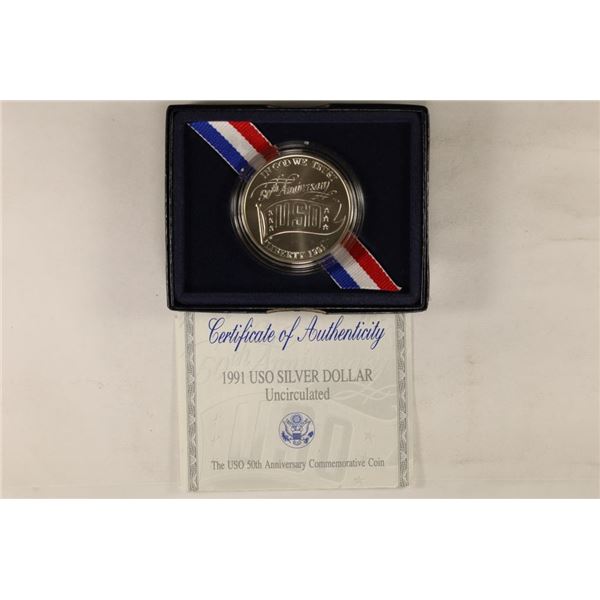 IN GOD WE TRUST
50th Anniversary
USO
LIBERTY 1991
Certificate of Authenticity
1991 USO SILVER DOLLAR
Uncirculated
The USO 50th Anniversary Commemorative Coin